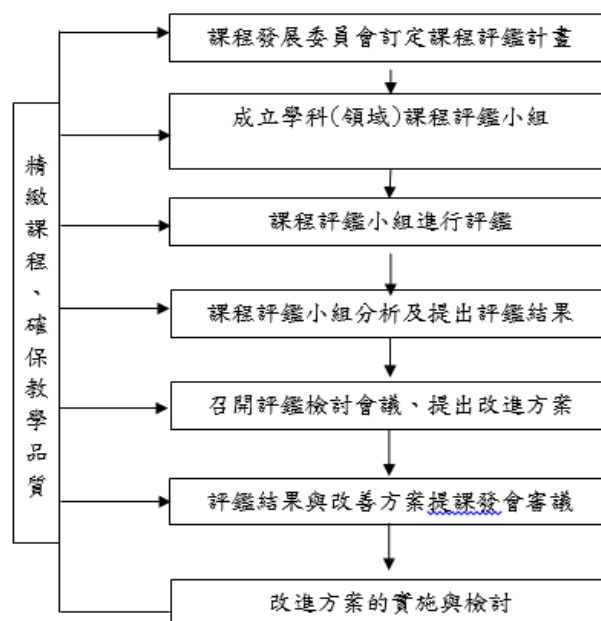 課程發展委員會訂定課程評鑑計畫
成立學科(領域)課程評鑑小組
課程評鑑小組進行評鑑
課程評鑑小組分析及提出評鑑結果
召開評鑑檢討會議、提出改進方案
評鑑結果與改善方案提課發會審議
改進方案的實施與檢討
精緻課程、確保教學品質